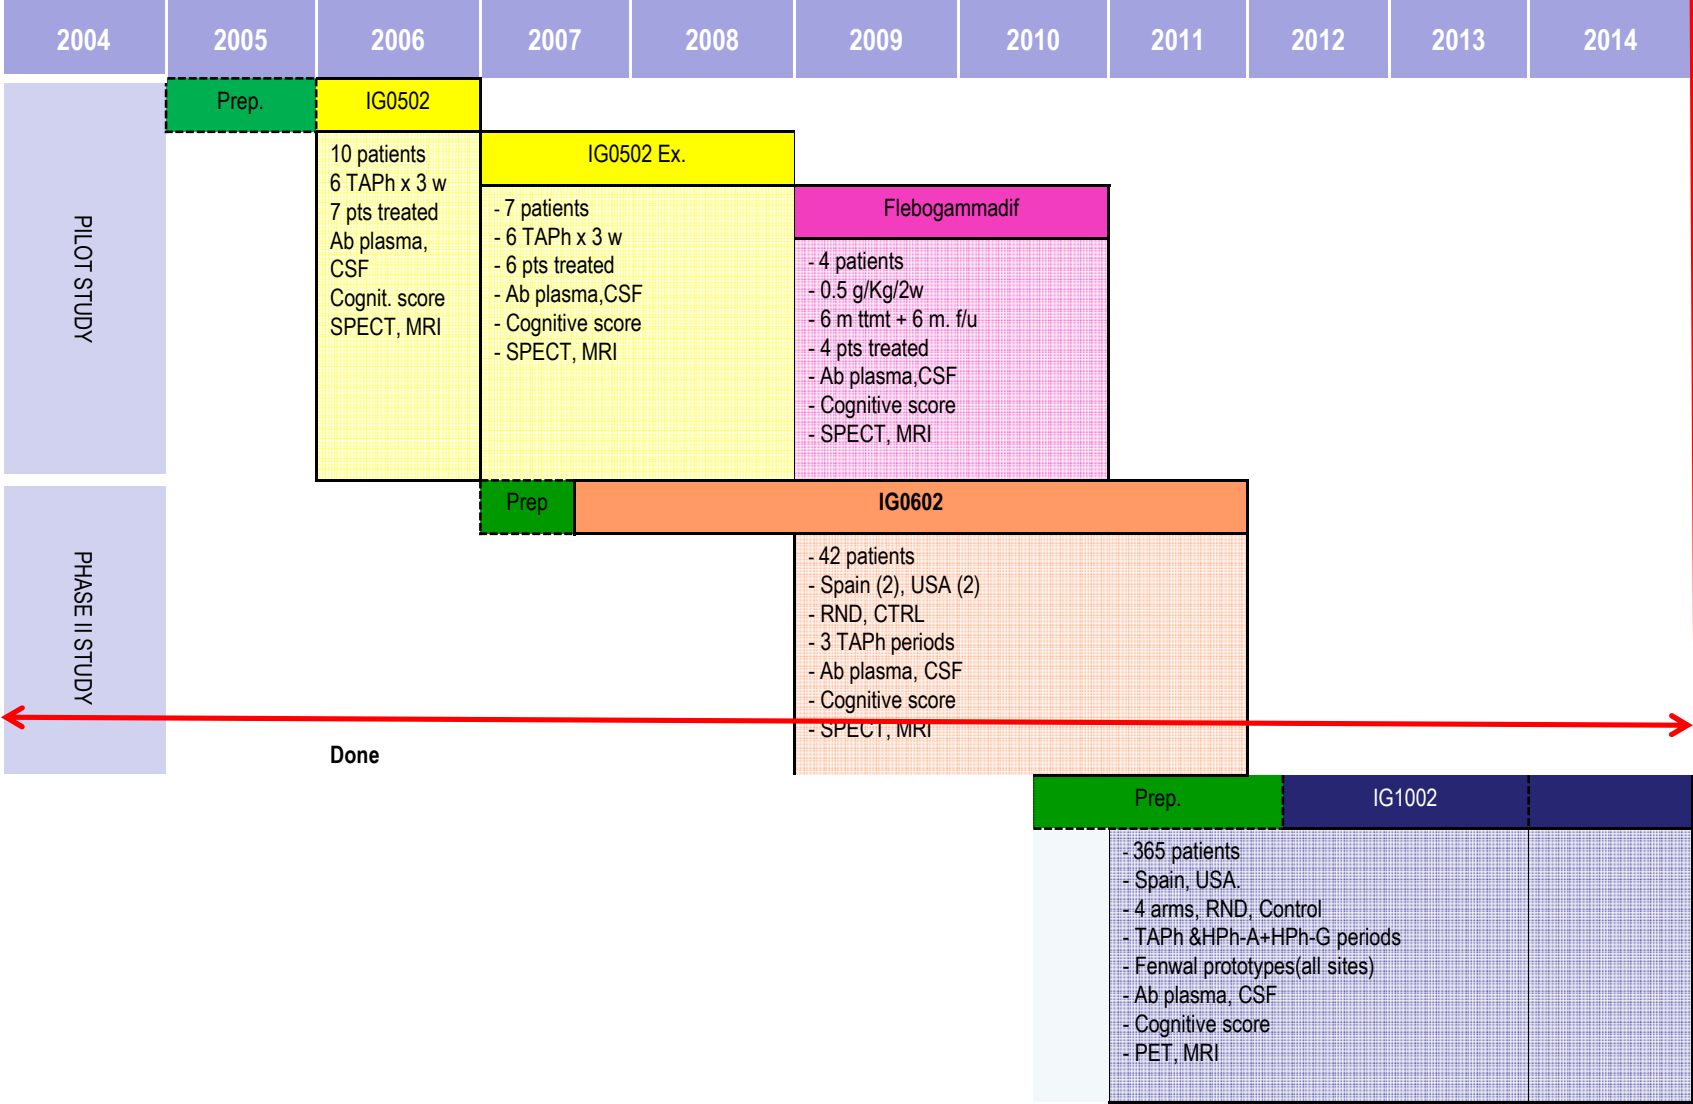 2004 2005 2006 2007 2008 2009 2010 2011 2012 2013 2014
PILOT STUDY
Prep.
IG0502
10 patients
6 TAPh x 3 w
7 pts treated
Ab plasma,
CSF
Cognit. score
SPECT, MRI
IG0502 Ex.
- 7 patients
- 6 TAPh x 3 w
- 6 pts treated
- Ab plasma,CSF
- Cognitive score
- SPECT, MRI
Flebogammadif
- 4 patients
- 0.5 g/Kg/2w
- 6 m ttmt + 6 m. f/u
- 4 pts treated
- Ab plasma,CSF
- Cognitive score
- SPECT, MRI
PHASE II STUDY
Prep
IG0602
- 42 patients
- Spain (2), USA (2)
- RND, CTRL
- 3 TAPh periods
- Ab plasma, CSF
- Cognitive score
- SPECT, MRI
Done
Prep.
IG1002
- 365 patients
- Spain, USA.
- 4 arms, RND, Control
- TAPh &HPh-A+HPh-G periods
- Fenwal prototypes(all sites)
- Ab plasma, CSF
- Cognitive score
- PET, MRI